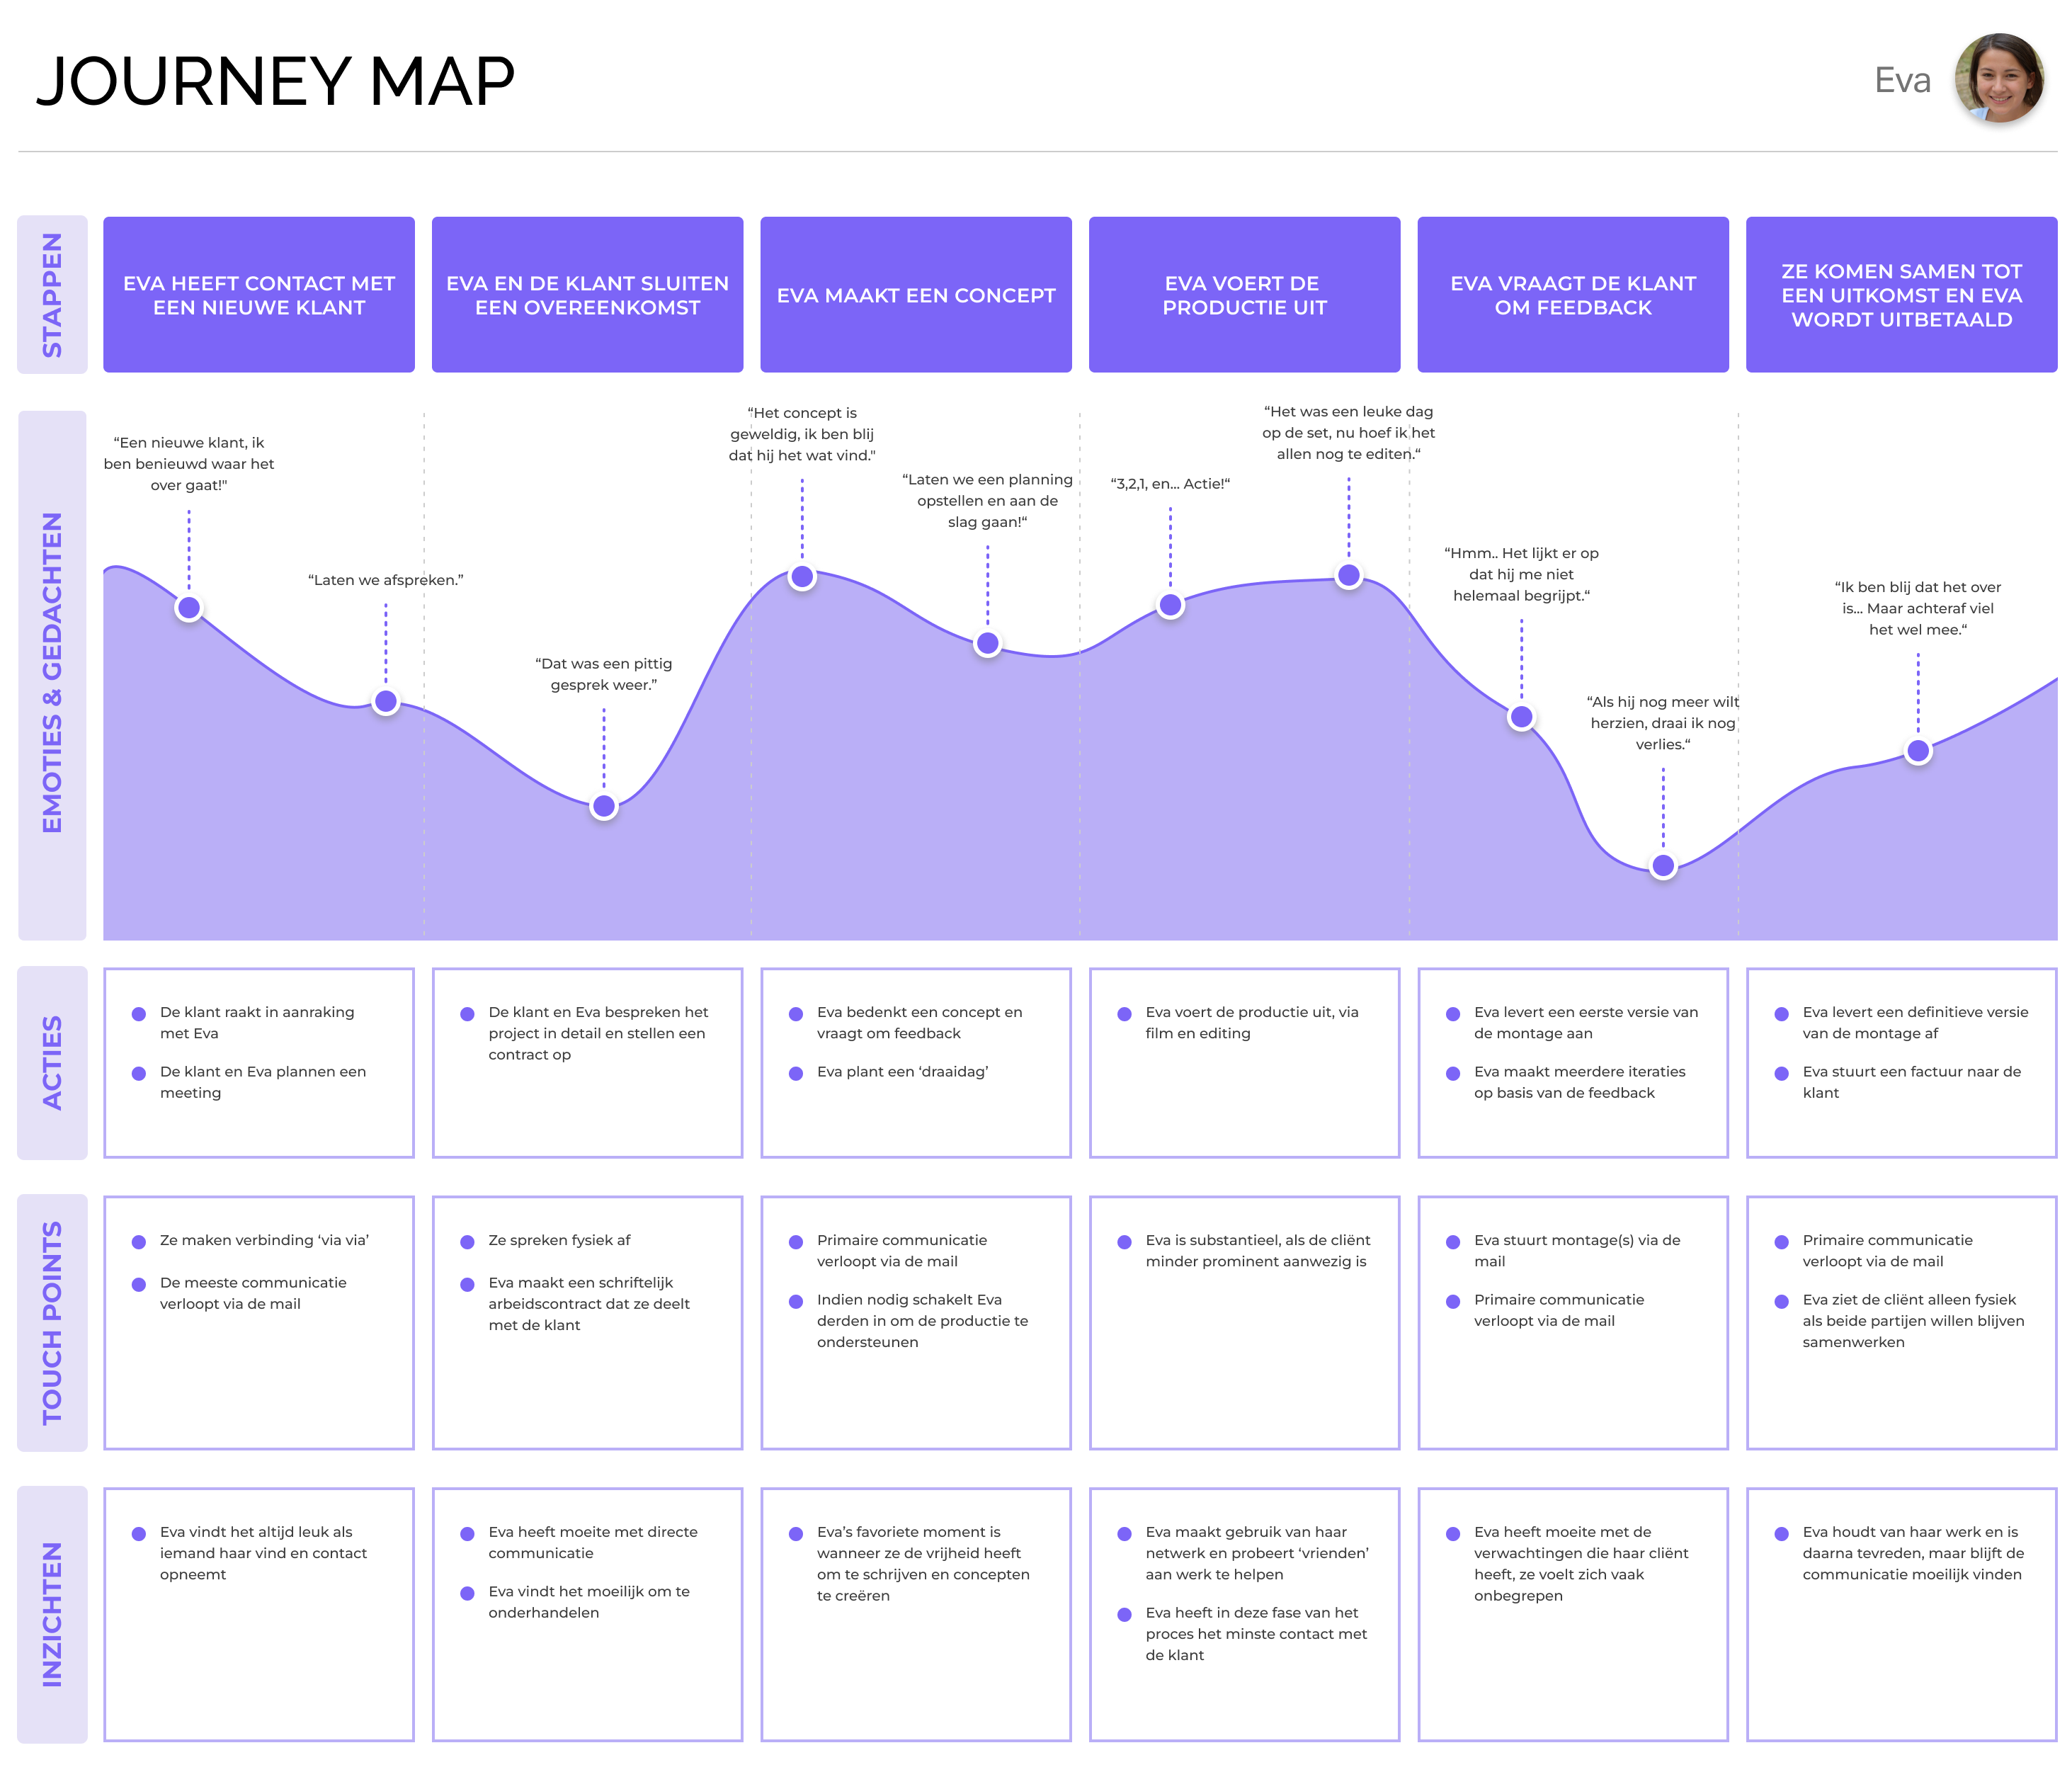 JOURNEY MAP
Eva
STAPPEN
EVA HEEFT CONTACT MET
EEN NIEUWE KLANT
EVA EN DE KLANT SLUITEN
EEN OVEREENKOMST
EVA MAAKT EEN CONCEPT
EVA VOERT DE
PRODUCTIE UIT
EVA VRAAGT DE KLANT
OM FEEDBACK
ZE KOMEN SAMEN TOT
EEN UITKOMST EN EVA
WORDT UITBETAALD
EMOTIES & GEDACHTEN
“Een nieuwe klant, ik
ben benieuwd waar het
over gaat!"
“Laten we afspreken.”
“Dat was een pittig
gesprek weer.”
“Het concept is
geweldig, ik ben blij
dat hij het wat vind."
“Laten we een planning
opstellen en aan de
slag gaan!“
“3,2,1, en... Actie!“
“Het was een leuke dag
op de set, nu hoef ik het
allen nog te editen.“
“Hmm.. Het lijkt er op
dat hij me niet
helemaal begrijpt.“
“Als hij nog meer wilt
herzien, draai ik nog
verlies.“
“Ik ben blij dat het over
is... Maar achteraf viel
het wel mee.“
ACTIES
De klant raakt in aanraking
met Eva
De klant en Eva plannen een
meeting
De klant en Eva bespreken het
project in detail en stellen een
contract op
Eva bedenkt een concept en
vraagt om feedback
Eva plant een ‘draaidag’
Eva voert de productie uit, via
film en editing
Eva levert een eerste versie van
de montage aan
Eva maakt meerdere iteraties
op basis van de feedback
Eva levert een definitieve versie
van de montage af
Eva stuurt een factuur naar de
klant
TOUCH POINTS
Ze maken verbinding ‘via via’
De meeste communicatie
verloopt via de mail
Ze spreken fysiek af
Eva maakt een schriftelijk
arbeidscontract dat ze deelt
met de klant
Primaire communicatie
verloopt via de mail
Indien nodig schakelt Eva
derden in om de productie te
ondersteunen
Eva is substantieel, als de cliënt
minder prominent aanwezig is
Eva stuurt montage(s) via de
mail
Primaire communicatie
verloopt via de mail
Primaire communicatie
verloopt via de mail
Eva ziet de cliënt alleen fysiek
als beide partijen willen blijven
samenwerken
INZICHTEN
Eva vindt het altijd leuk als
iemand haar vind en contact
opneemt
Eva heeft moeite met directe
communicatie
Eva vindt het moeilijk om te
onderhandelen
Eva’s favoriete moment is
wanneer ze de vrijheid heeft
om te schrijven en concepten
te creëren
Eva maakt gebruik van haar
netwerk en probeert ‘vrienden’
aan werk te helpen
Eva heeft in deze fase van het
proces het minste contact met
de klant
Eva heeft moeite met de
verwachtingen die haar cliënt
heeft, ze voelt zich vaak
onbegrepen
Eva houdt van haar werk en is
daarna tevreden, maar blijft de
communicatie moeilijk vinden